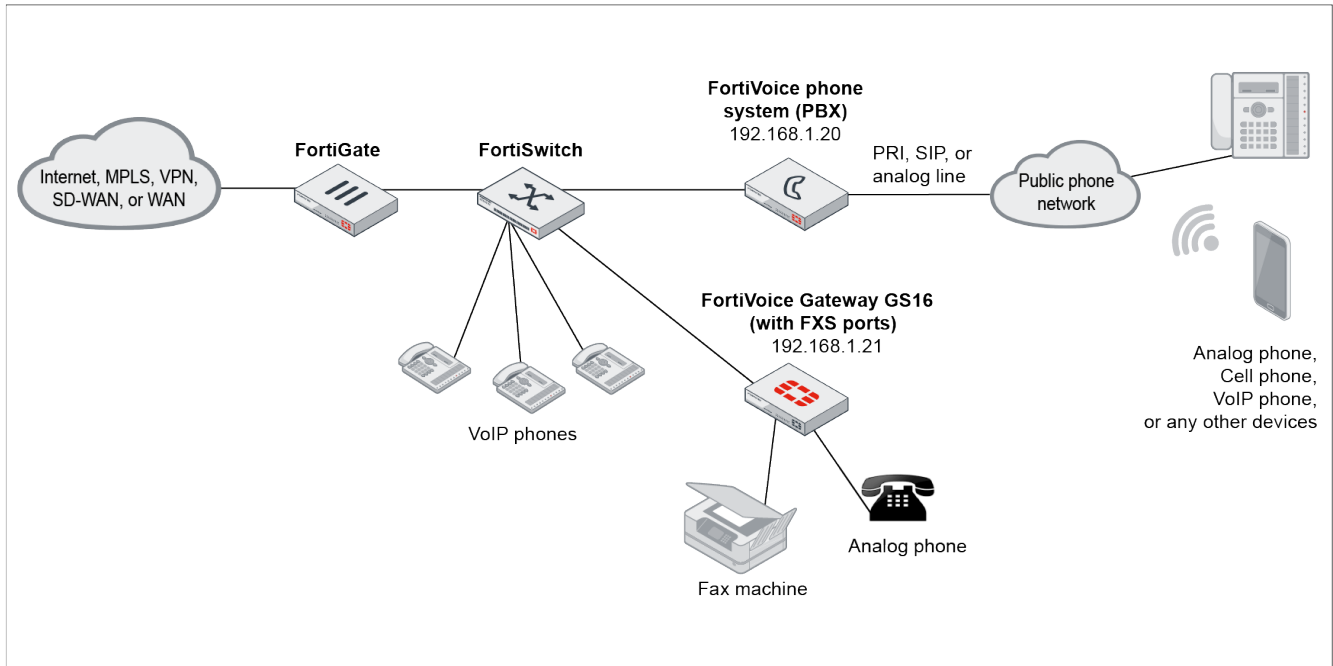 FortiVoice phone
system (PBX)
192.168.1.20
FortiGate
FortiSwitch
PRI, SIP, or
analog line
Internet, MPLS, VPN,
SD-WAN, or WAN
Public phone
network
FortiVoice Gateway GS16
(with FXS ports)
192.168.1.21
Analog phone,
Cell phone,
VoIP phone,
or any other devices
VoIP phones
Analog phone
Fax machine